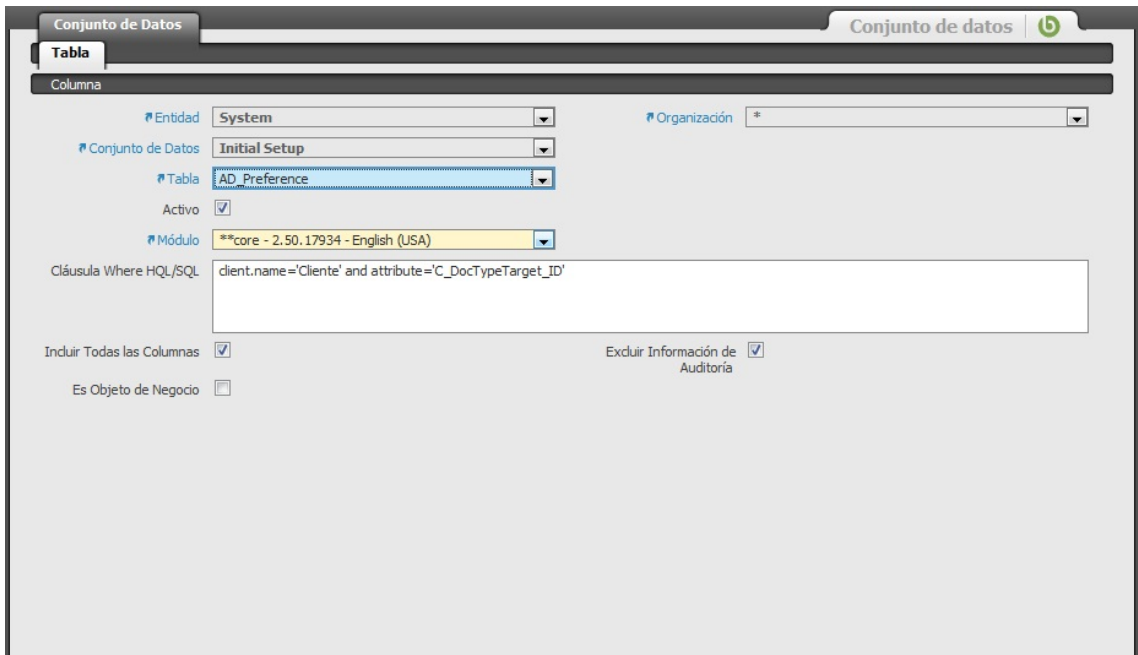 Conjunto de Datos
Conjunto de datos
Tabla
Columna
Entidad System Organización *
Conjunto de Datos Initial Setup
Tabla AD_Preference
Activo
Módulo **core - 2.50.17934 - English (USA)
Cláusula Where HQL/SQL client.name='Cliente' and attribute='C_DocTypeTarget_ID'
Incluir Todas las Columnas Excluir Información de
Auditoría
Es Objeto de Negocio